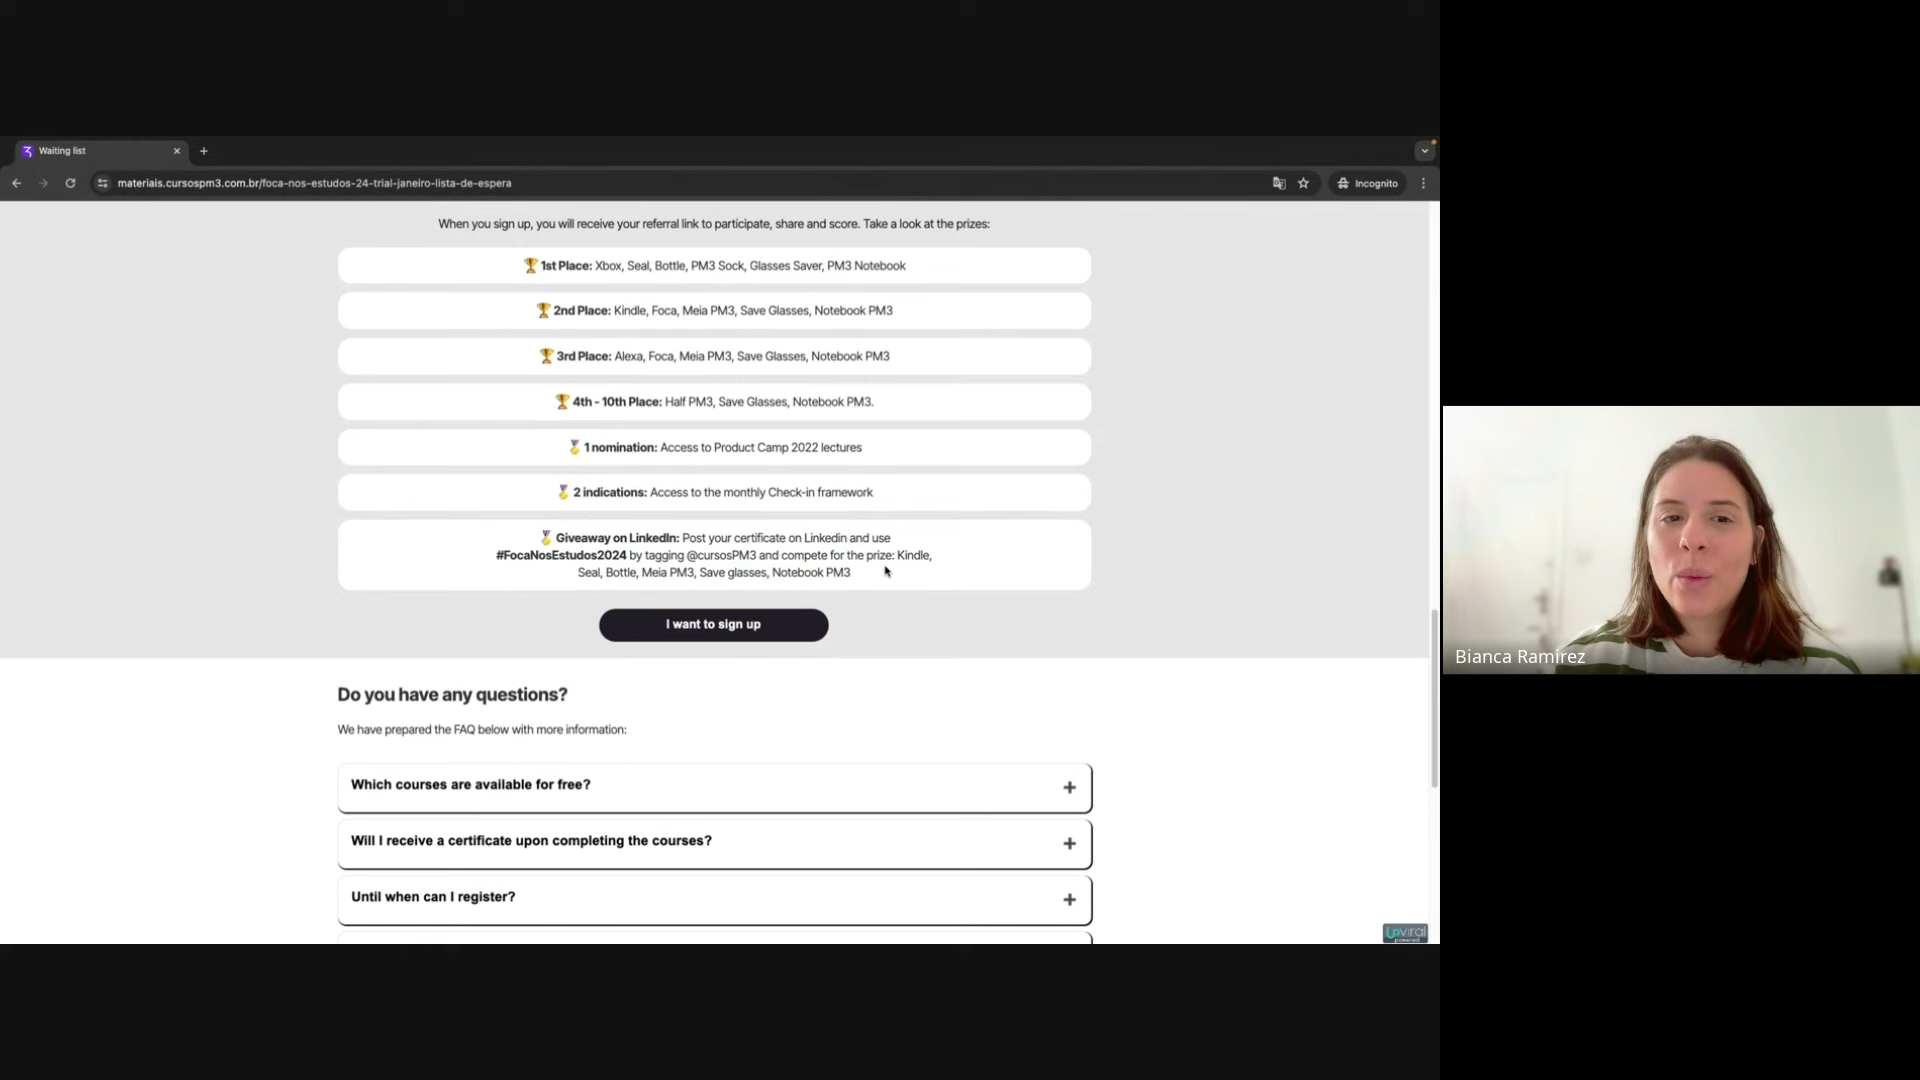 Waiting list
materiais.cursospm3.com.br/foca-nos-estudos-24-trial-janeiro-lista-de-espera
Incognito
When you sign up, you will receive your referral link to participate, share and score. Take a look at the prizes:
🏆 1st Place: Xbox, Seal, Bottle, PM3 Sock, Glasses Saver, PM3 Notebook
🏆 2nd Place: Kindle, Foca, Meia PM3, Save Glasses, Notebook PM3
🏆 3rd Place: Alexa, Foca, Meia PM3, Save Glasses, Notebook PM3
🏆 4th - 10th Place: Half PM3, Save Glasses, Notebook PM3.
🏅 1 nomination: Access to Product Camp 2022 lectures
🏅 2 indications: Access to the monthly Check-in framework
🏅 Giveaway on LinkedIn: Post your certificate on Linkedin and use
#FocaNosEstudos2024 by tagging @cursosPM3 and compete for the prize: Kindle,
Seal, Bottle, Meia PM3, Save glasses, Notebook PM3
I want to sign up
Bianca Ramirez
Do you have any questions?
We have prepared the FAQ below with more information:
Which courses are available for free?
Will I receive a certificate upon completing the courses?
Until when can I register?
Upviral
powered